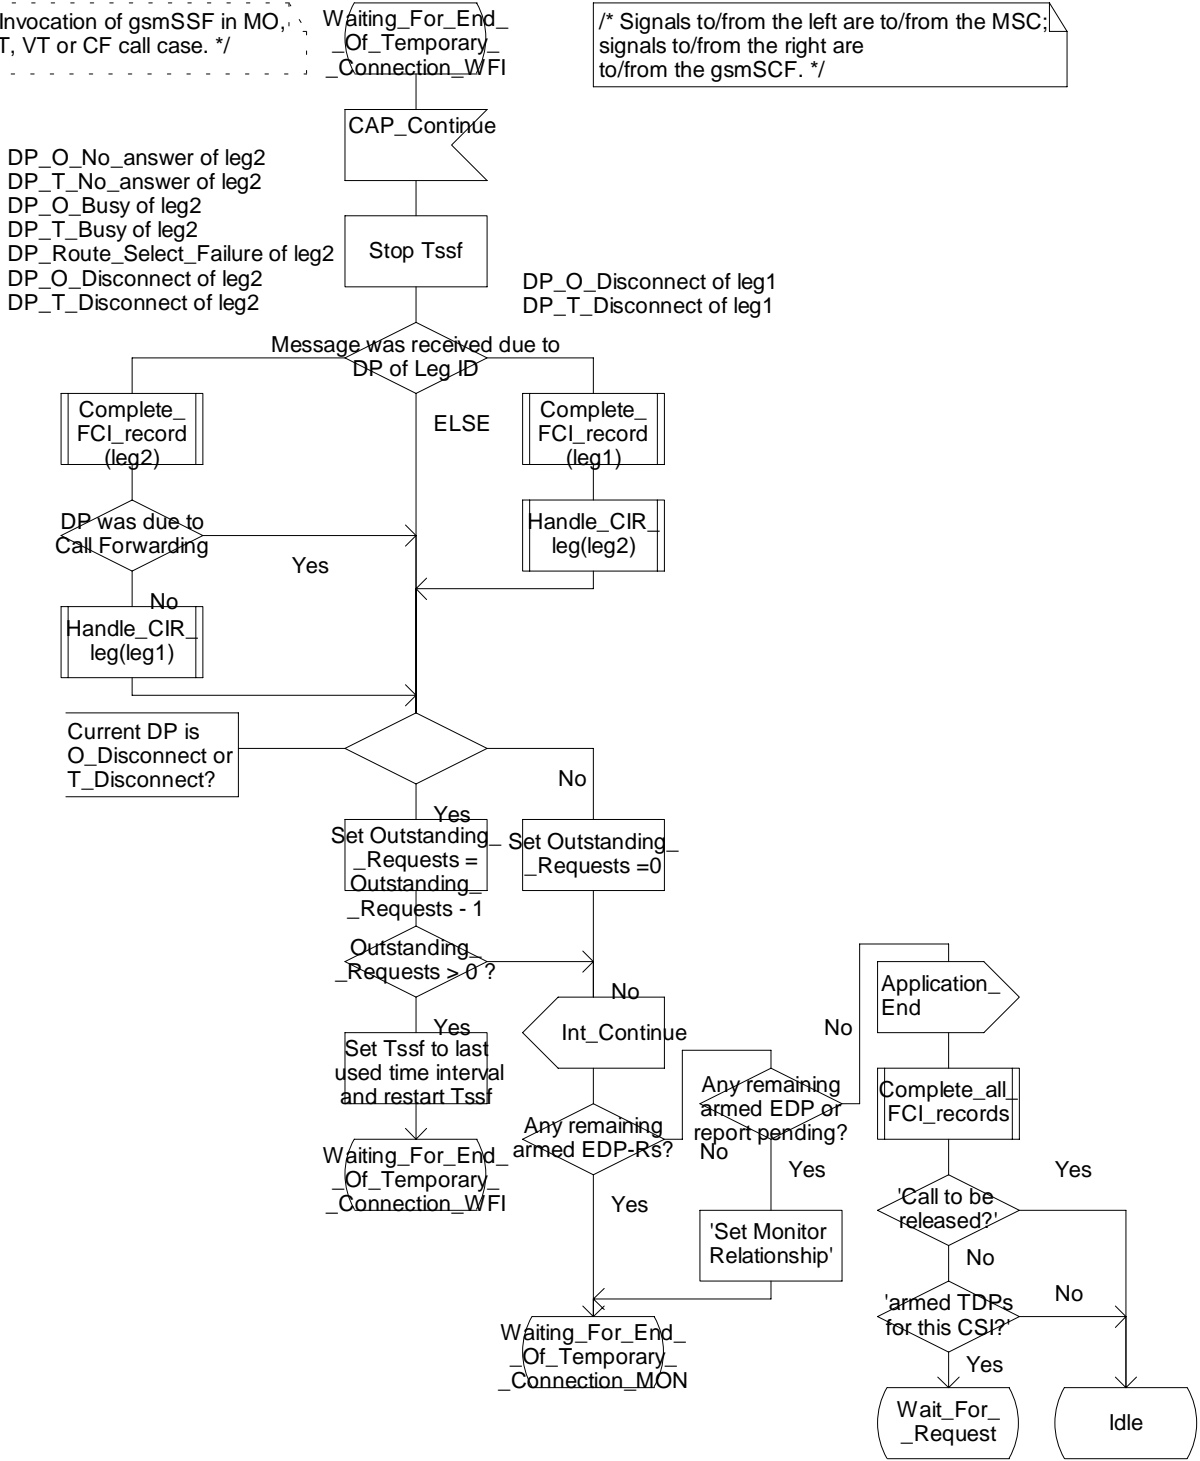 Invocation of gsmSSF in MO,
T, VT or CF call case. */
Waiting_For_End_
_Of_Temporary_
_Connection_WFI
/* Signals to/from the left are to/from the MSC;
signals to/from the right are
to/from the gsmSCF. */
CAP_Continue
DP_O_No_answer of leg2
DP_T_No_answer of leg2
DP_O_Busy of leg2
DP_T_Busy of leg2
DP_Route_Select_Failure of leg2
DP_O_Disconnect of leg2
DP_T_Disconnect of leg2
Stop Tssf
DP_O_Disconnect of leg1
DP_T_Disconnect of leg1
Message was received due to
DP of Leg ID
Complete_
FCI_record
(leg2)
ELSE
Complete_
FCI_record
(leg1)
DP was due to
Call Forwarding
Yes
Handle_CIR_
leg(leg2)
No
Handle_CIR_
leg(leg1)
Current DP is
O_Disconnect or
T_Disconnect?
No
Yes
Set Outstanding_
_Requests =
Outstanding_
_Requests - 1
Set Outstanding_
_Requests =0
Outstanding_
_Requests > 0 ?
No
Yes
Set Tssf to last
used time interval
and restart Tssf
Int_Continue
Application_
End
No
Any remaining
armed EDP or
report pending?
Complete_all_
FCI_records
Any remaining
armed EDP-Rs?
No
Yes
Yes
Waiting_For_End_
_Of_Temporary_
_Connection_WFI
Yes
'Call to be
released?'
'Set Monitor
Relationship'
No
'armed TDPs
for this CSI?'
No
Waiting_For_End_
_Of_Temporary_
_Connection_MON
Yes
Wait_For_
_Request
Idle